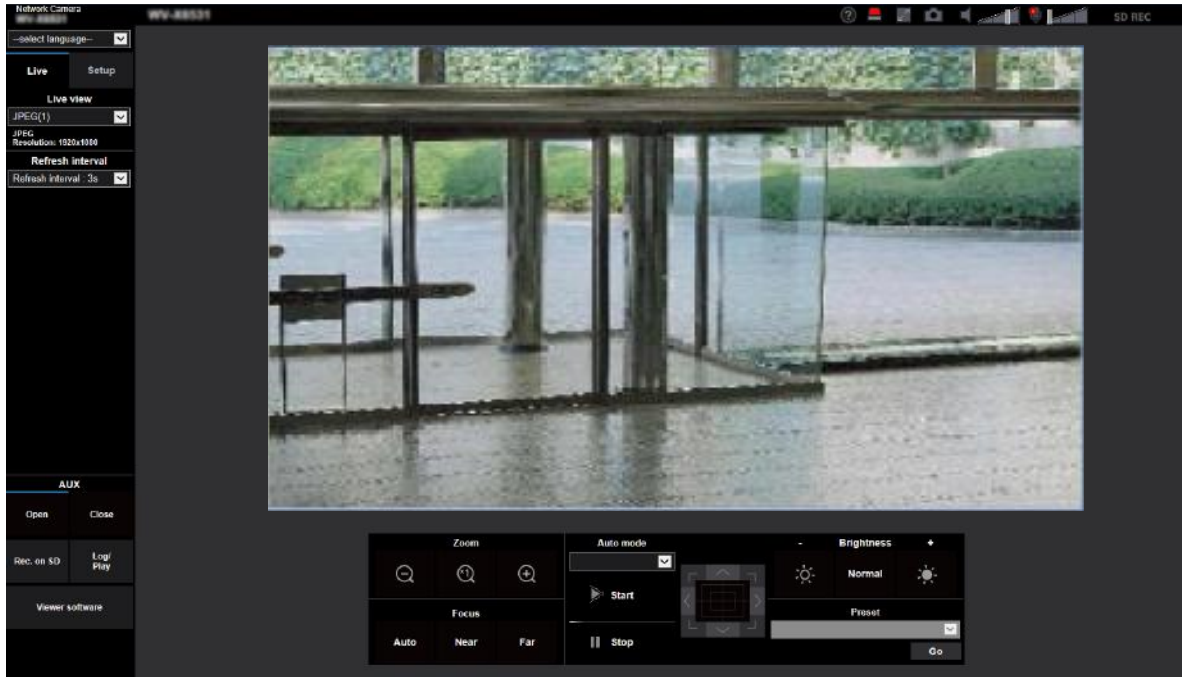 Network Camera
--select language--
Live Setup
Live view
JPEG(1)
JPEG
Resolution: 1920x1080
Refresh interval
Refresh interval : 3s
AUX
Open Close
Rec. on SD Log/
Play
Viewer software
SD REC
Zoom
x1
Focus
Auto Near Far
Auto mode
Start
Stop
- Brightness +
Normal
Preset
Go